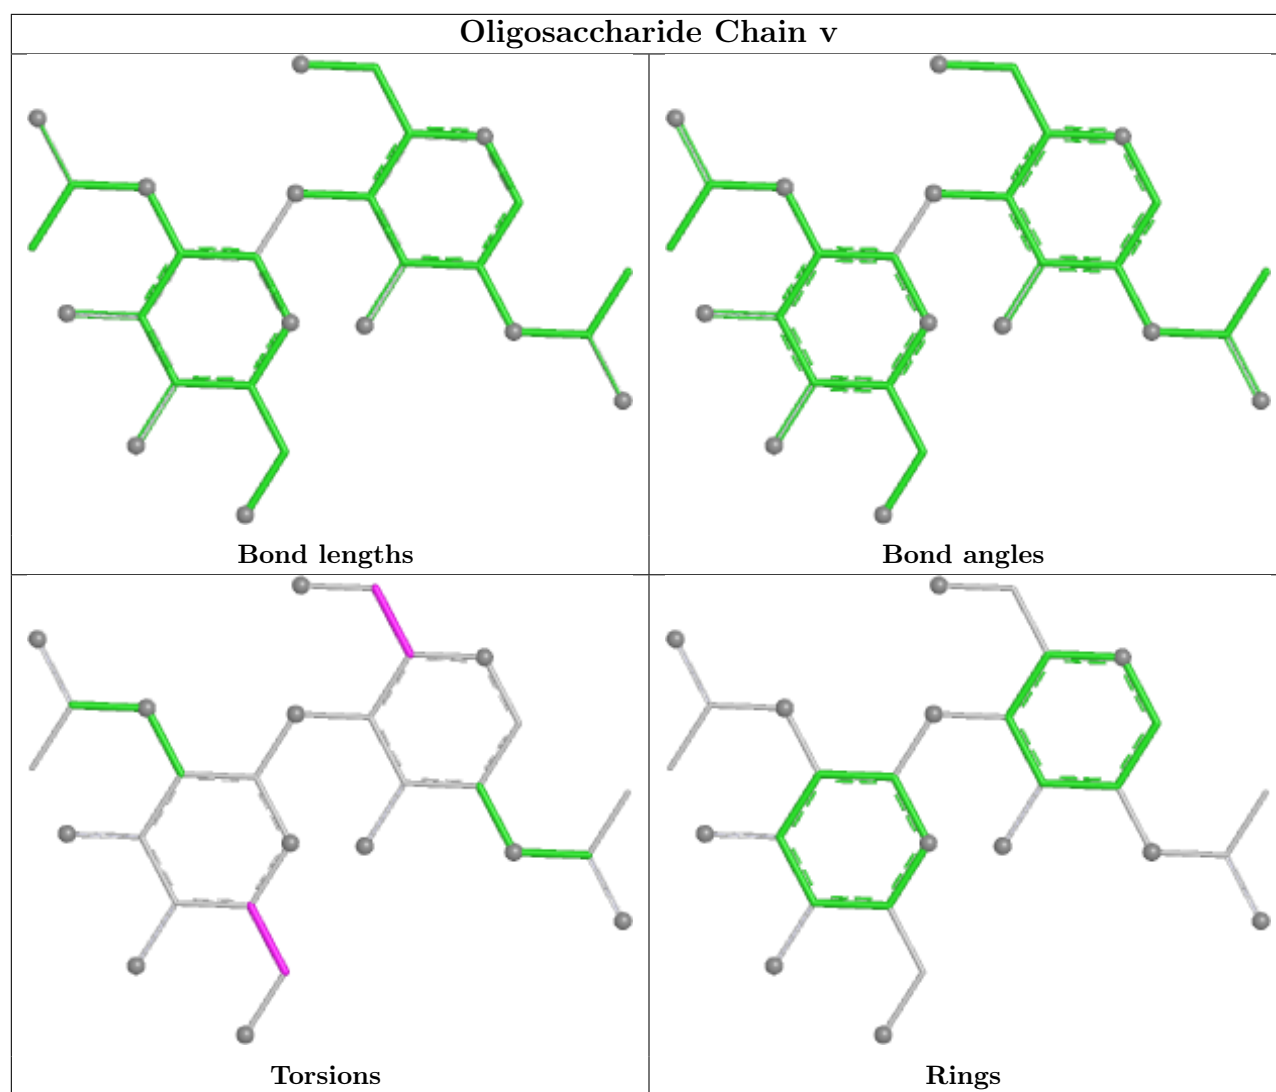 Oligosaccharide Chain v
Bond lengths
Bond angles
Torsions
Rings